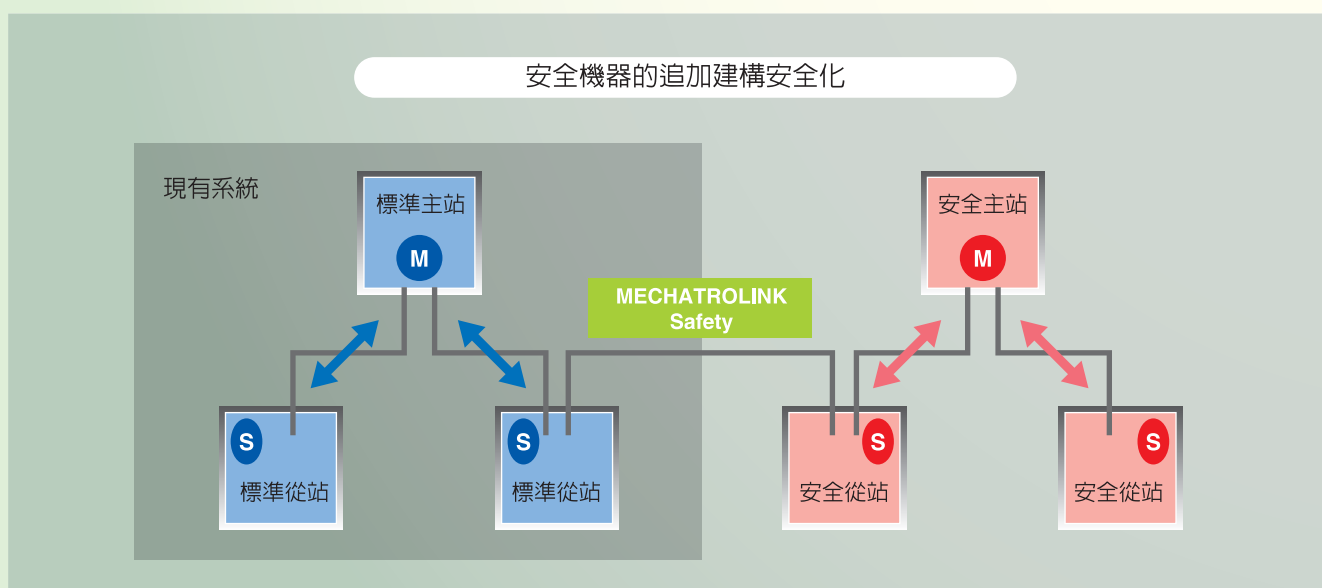 安全機器的追加建構安全化
現有系統
標準主站
M
安全主站
M
MECHATROLINK
Safety
S
標準從站
S
標準從站
S
安全從站
S
安全從站